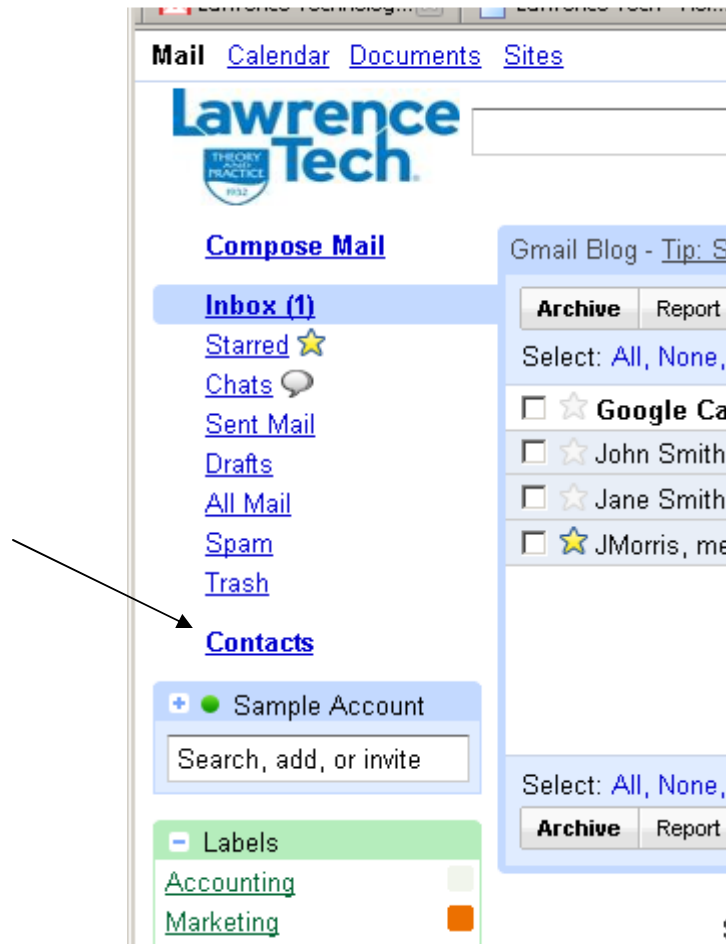 Mail Calendar Documents Sites
Lawrence
Tech
THEORY
AND
PRACTICE
1932
Compose Mail
Inbox (1)
Starred
Chats
Sent Mail
Drafts
All Mail
Spam
Trash
Contacts
Sample Account
Search, add, or invite
Labels
Accounting
Marketing
Gmail Blog - Tip: S
Archive Report
Select: All, None,
Google Ca
John Smith
Jane Smith
JMorris, me
Select: All, None,
Archive Report